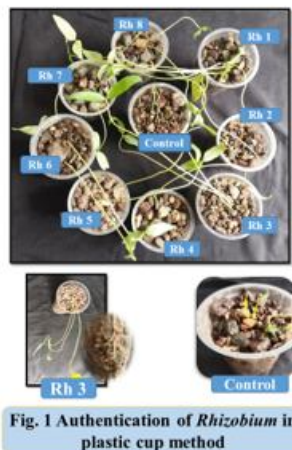 Rh 8
Rh 1
Rh 7
Rh 2
Control
Rh 6
Rh 5
Rh 3
Rh 4
Rh 3
Control
Fig. 1 Authentication of Rhizobium in
plastic cup method